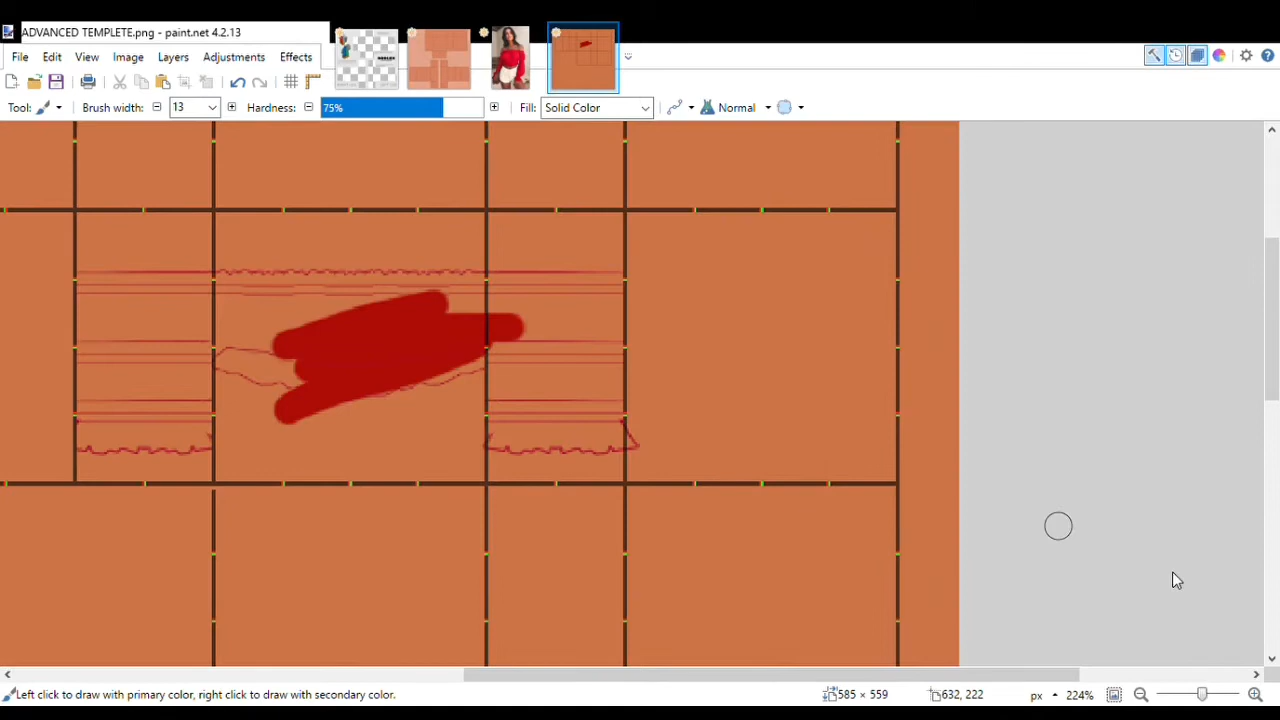 ADVANCED TEMPLETE.png - paint.net 4.2.13
File Edit View Image Layers Adjustments Effects
Tool: Brush width: 13 Hardness: 75% Fill: Solid Color Normal
Left click to draw with primary color, right click to draw with secondary color. 585 × 559 632, 222 px 224%